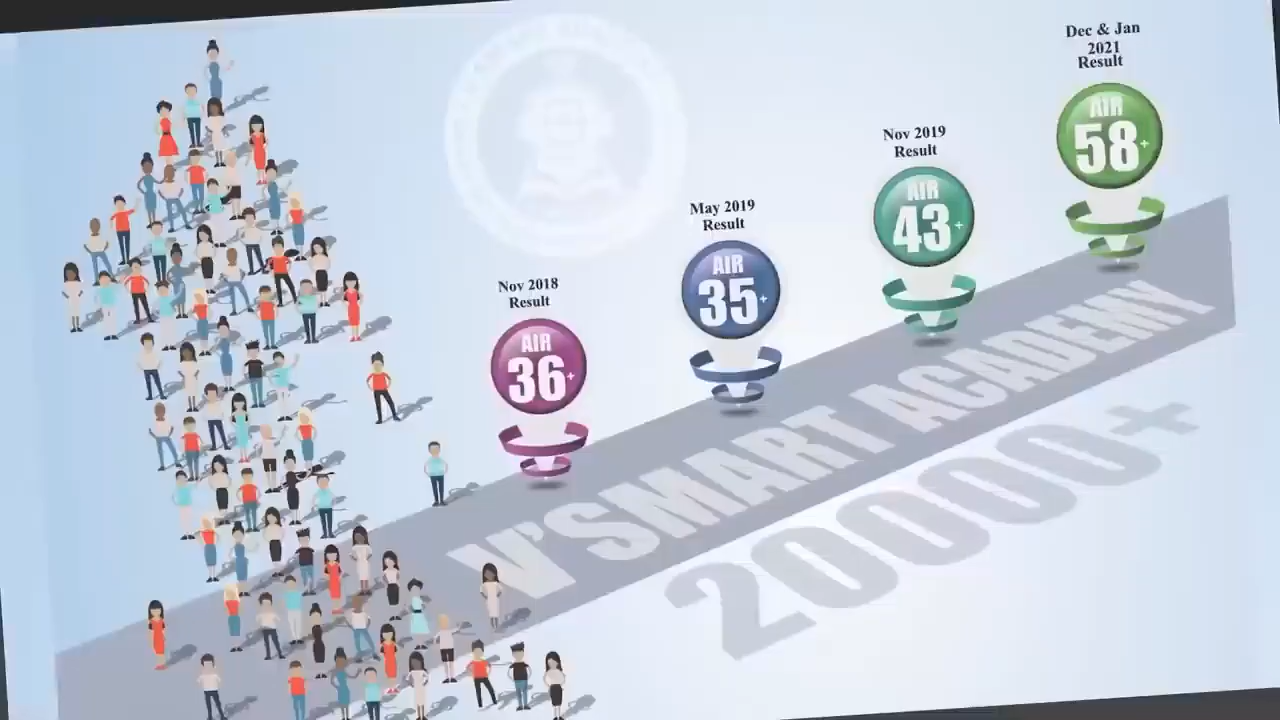 Dec & Jan
2021
Result
AIR
58+
Nov 2019
Result
AIR
43+
May 2019
Result
AIR
35+
Nov 2018
Result
AIR
36+
V'SMART ACADEMY
20000+